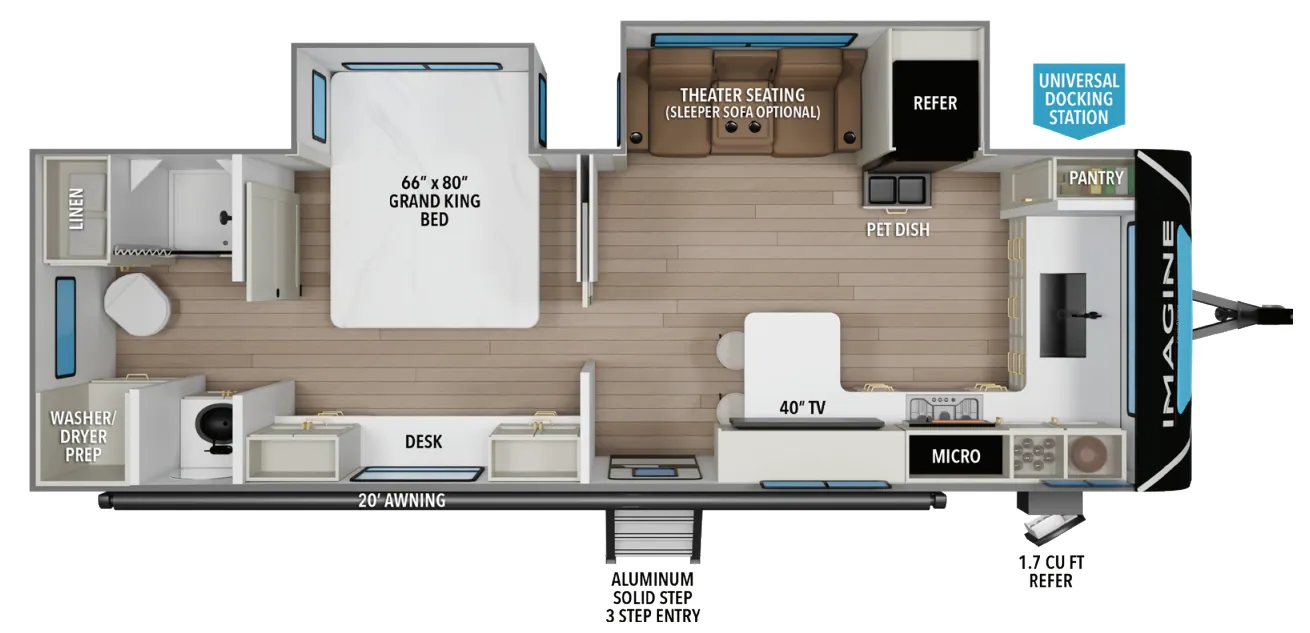 UNIVERSAL
DOCKING
STATION
THEATER SEATING
(SLEEPER SOFA OPTIONAL)
REFER
PANTRY
LINEN
66” x 80”
GRAND KING
BED
PET DISH
IMAGINE
40” TV
WASHER/
DRYER
PREP
DESK
MICRO
20’ AWNING
1.7 CU FT
REFER
ALUMINUM
SOLID STEP
3 STEP ENTRY